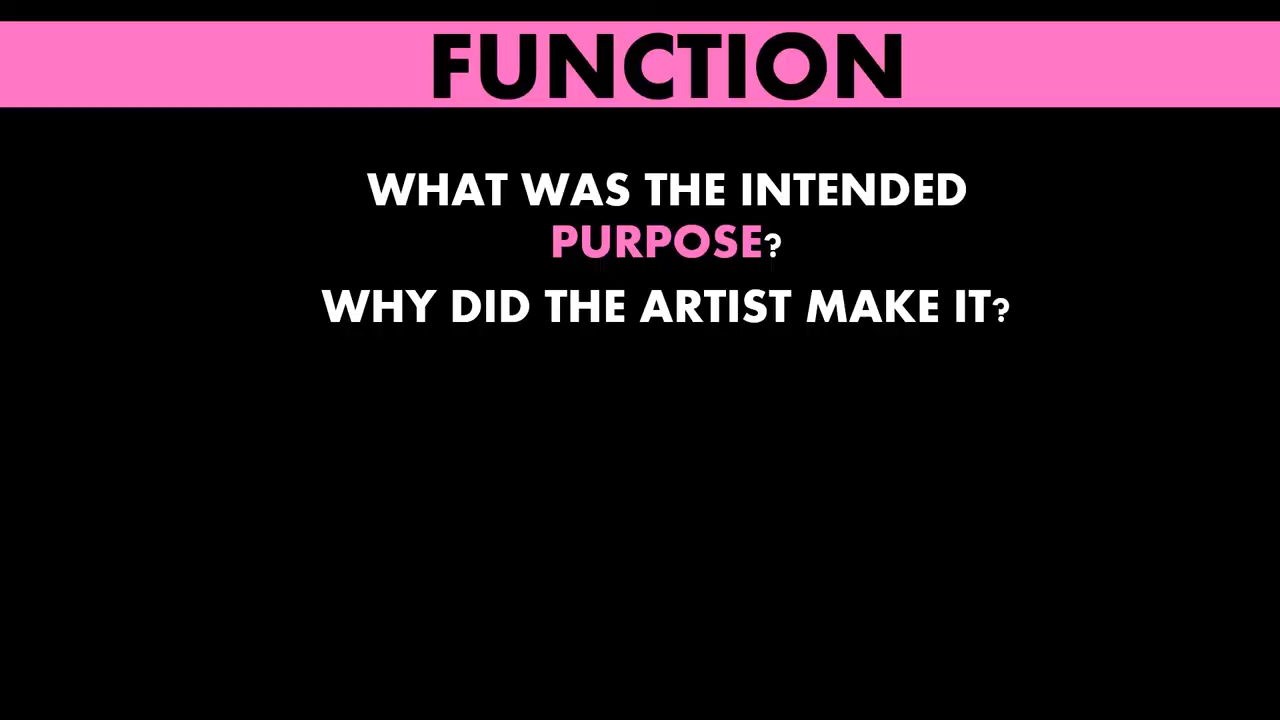 FUNCTION
WHAT WAS THE INTENDED
PURPOSE?
WHY DID THE ARTIST MAKE IT?